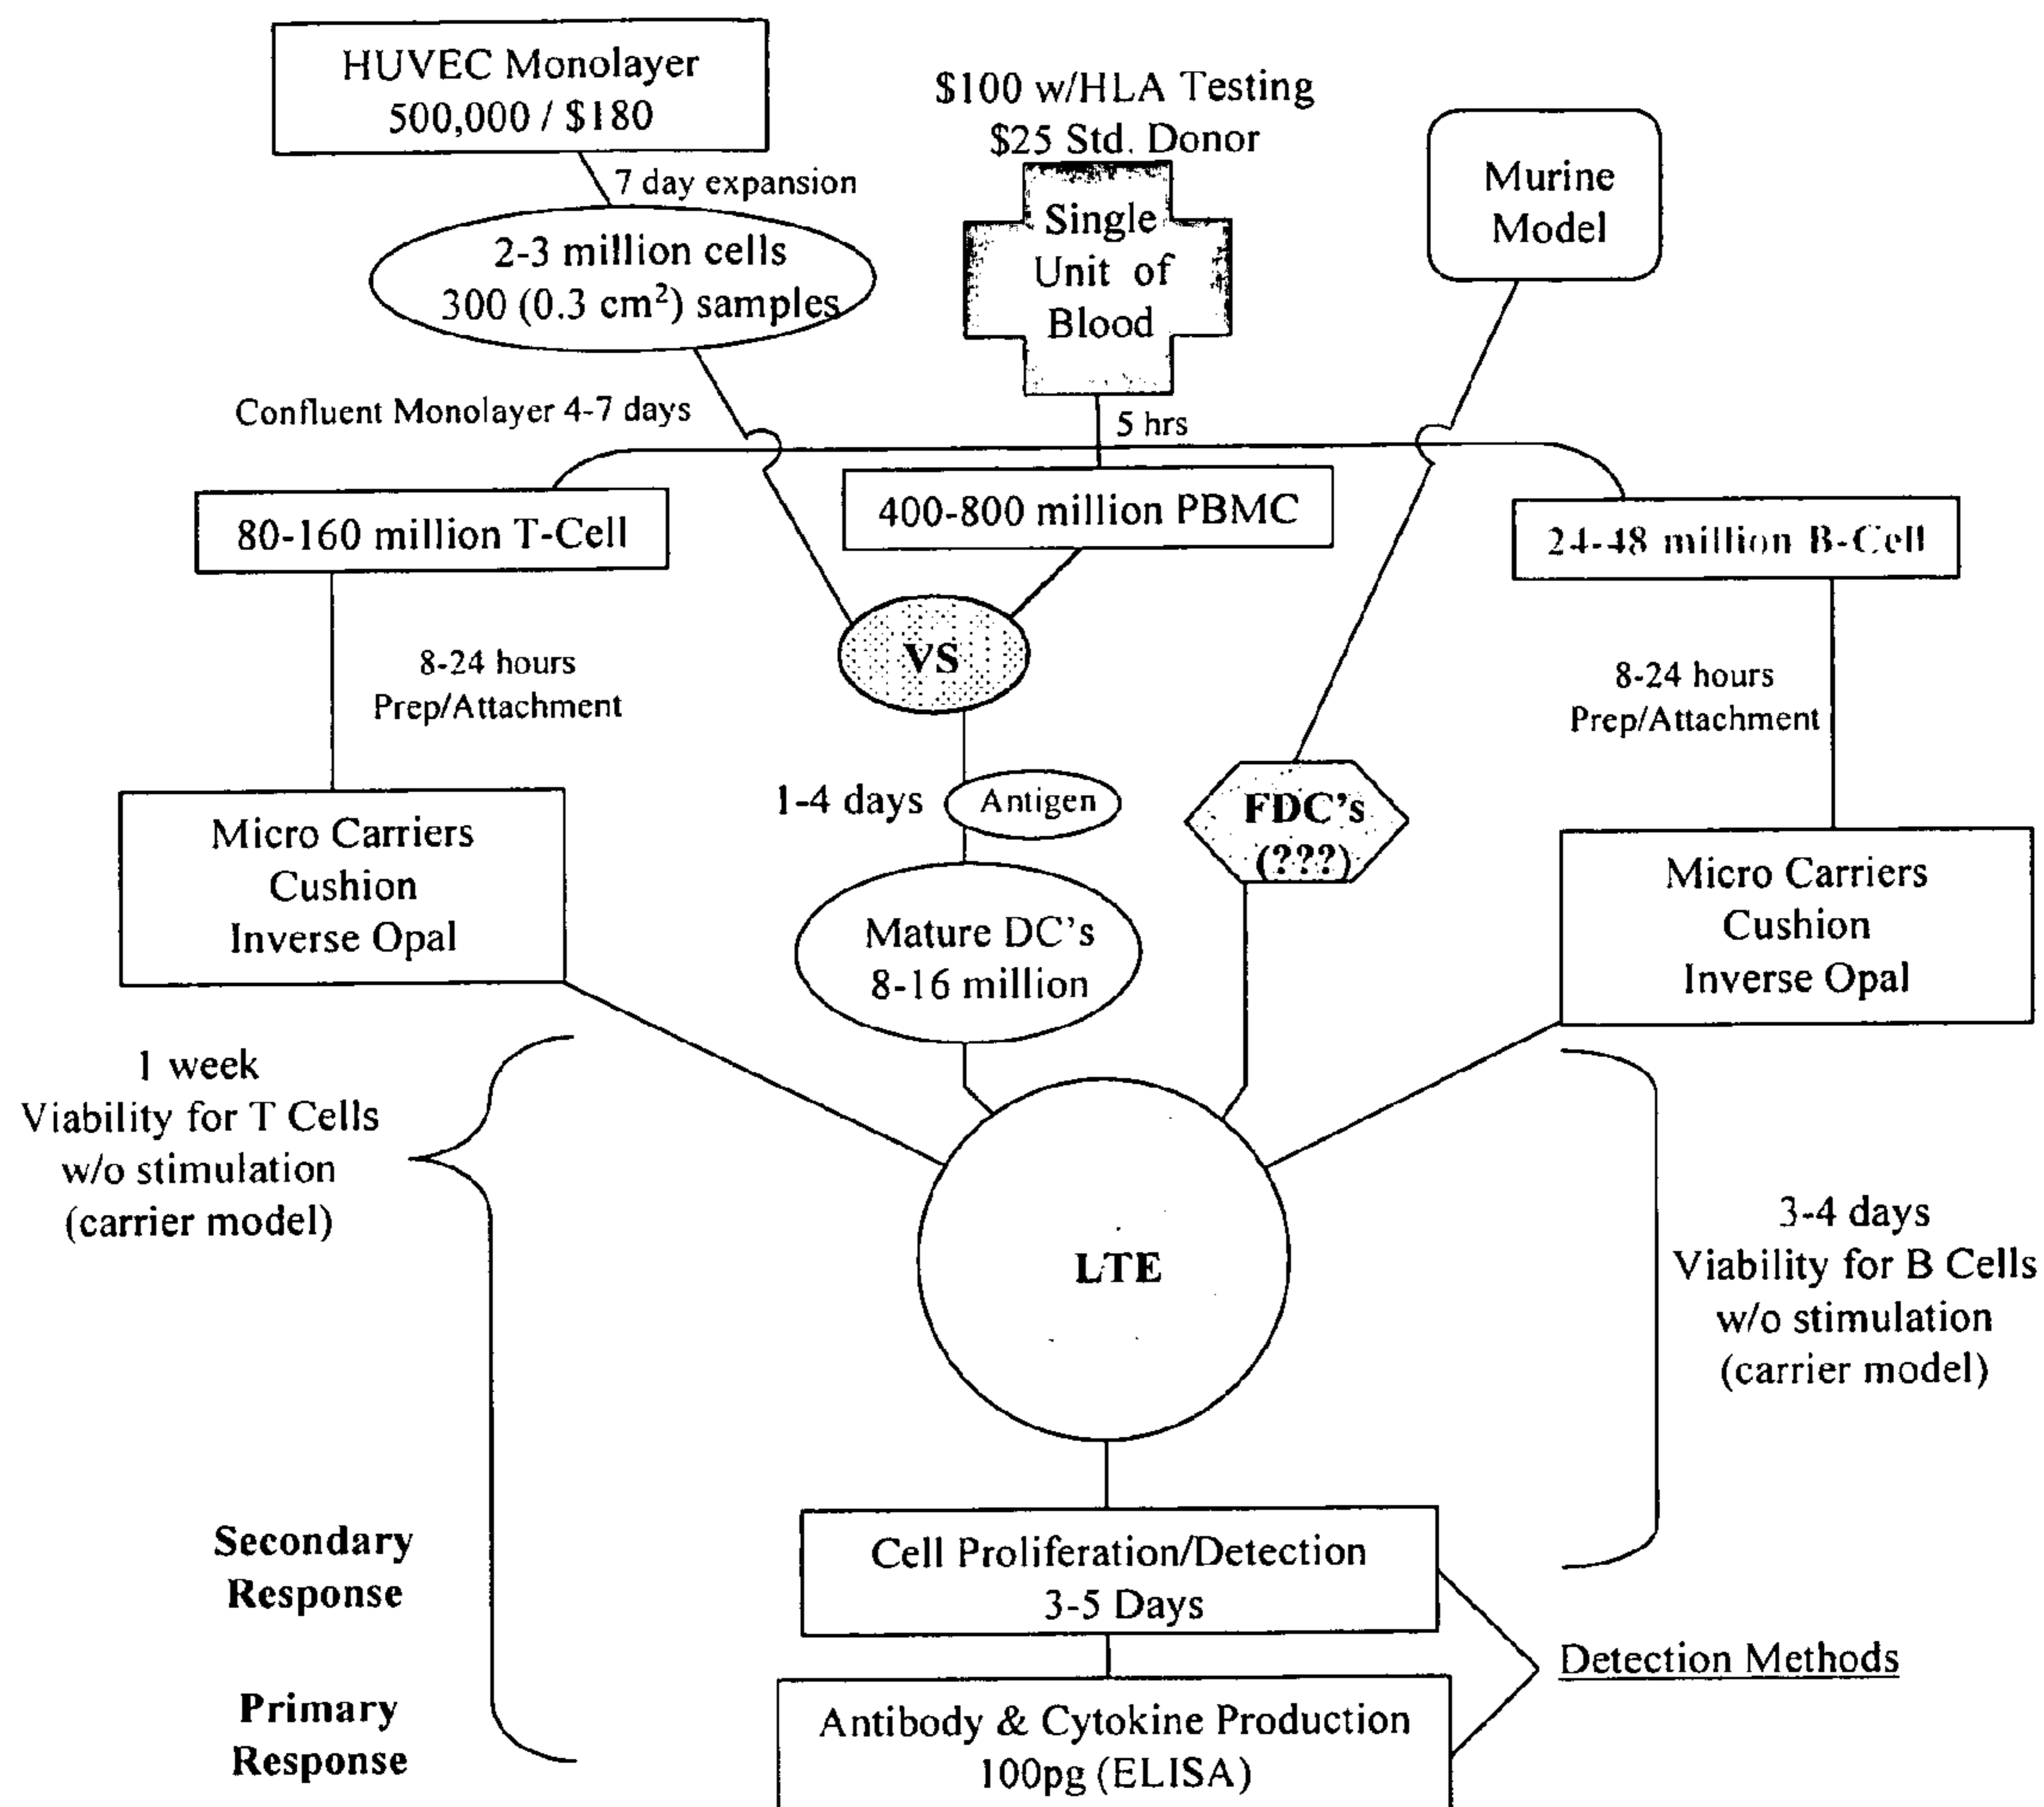 HUVEC Monolayer
500,000 / $180
$100 w/HLA Testing
$25 Std. Donor
Murine
Model
7 day expansion
Single
Unit of
Blood
2-3 million cells
300 (0.3 cm²) samples
Confluent Monolayer 4-7 days
5 hrs
80-160 million T-Cell
400-800 million PBMC
24-48 million B-Cell
VS
8-24 hours
Prep/Attachment
8-24 hours
Prep/Attachment
1-4 days
Antigen
FDC's
(???)
Micro Carriers
Cushion
Inverse Opal
Mature DC's
8-16 million
Micro Carriers
Cushion
Inverse Opal
1 week
Viability for T Cells
w/o stimulation
(carrier model)
LTE
3-4 days
Viability for B Cells
w/o stimulation
(carrier model)
Secondary
Response
Cell Proliferation/Detection
3-5 Days
Detection Methods
Primary
Response
Antibody & Cytokine Production
100pg (ELISA)